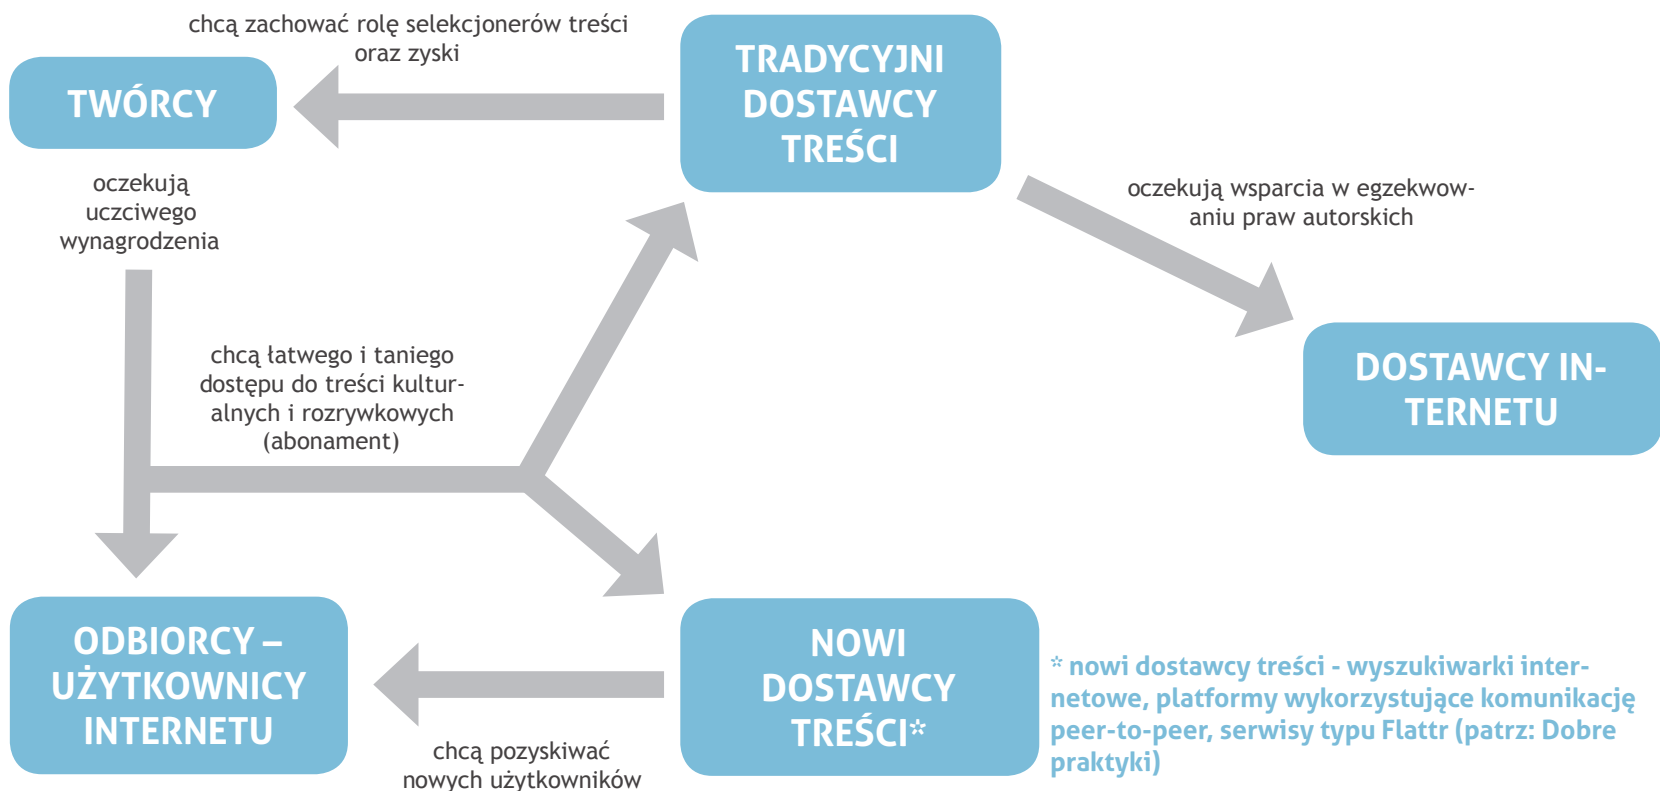 chcą zachować rolę selekcjonerów treści
oraz zyski
TWÓRCY
TRADYCYJNI
DOSTAWCY
TREŚCI
oczekują
uczciwego
wynagrodzenia
oczekują wsparcia w egzekwow-
aniu praw autorskich
chcą łatwego i taniego
dostępu do treści kultur-
alnych i rozrywkowych
(abonament)
DOSTAWCY IN-
TERNETU
ODBIORCY –
UŻYTKOWNICY
INTERNETU
chcą pozyskiwać
nowych użytkowników
NOWI
DOSTAWCY
TREŚCI*
* nowi dostawcy treści - wyszukiwarki inter-
netowe, platformy wykorzystujące komunikację
peer-to-peer, serwisy typu Flattr (patrz: Dobre
praktyki)